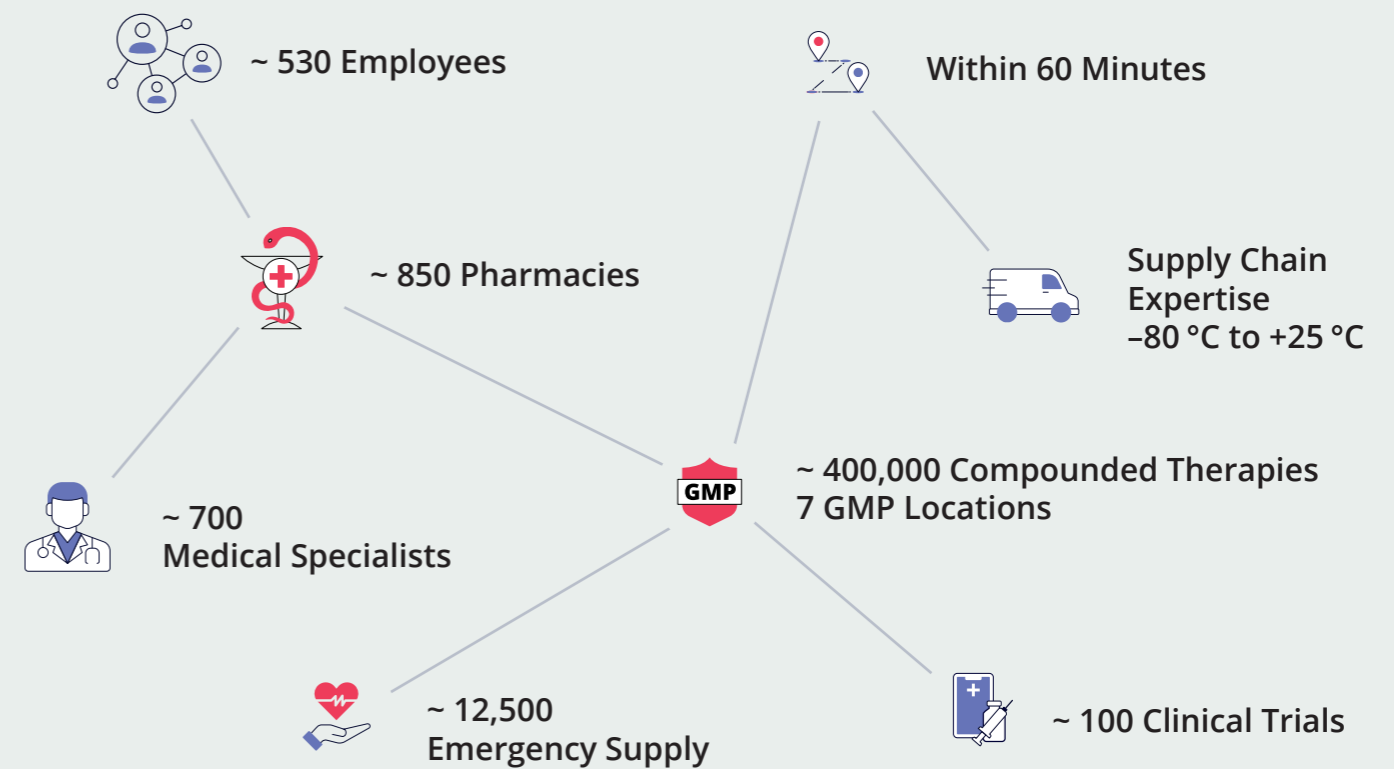 ~ 530 Employees
Within 60 Minutes
~ 850 Pharmacies
Supply Chain
Expertise
–80 °C to +25 °C
GMP
~ 400,000 Compounded Therapies
7 GMP Locations
~ 700
Medical Specialists
~ 12,500
Emergency Supply
~ 100 Clinical Trials